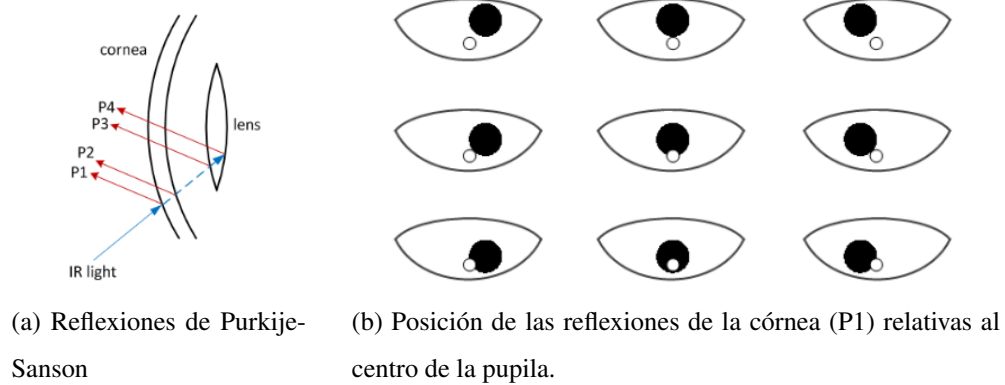 cornea
P4
P3
lens
P2
P1
IR light
(a) Reflexiones de Purkije-
Sanson
(b) Posición de las reflexiones de la córnea (P1) relativas al
centro de la pupila.